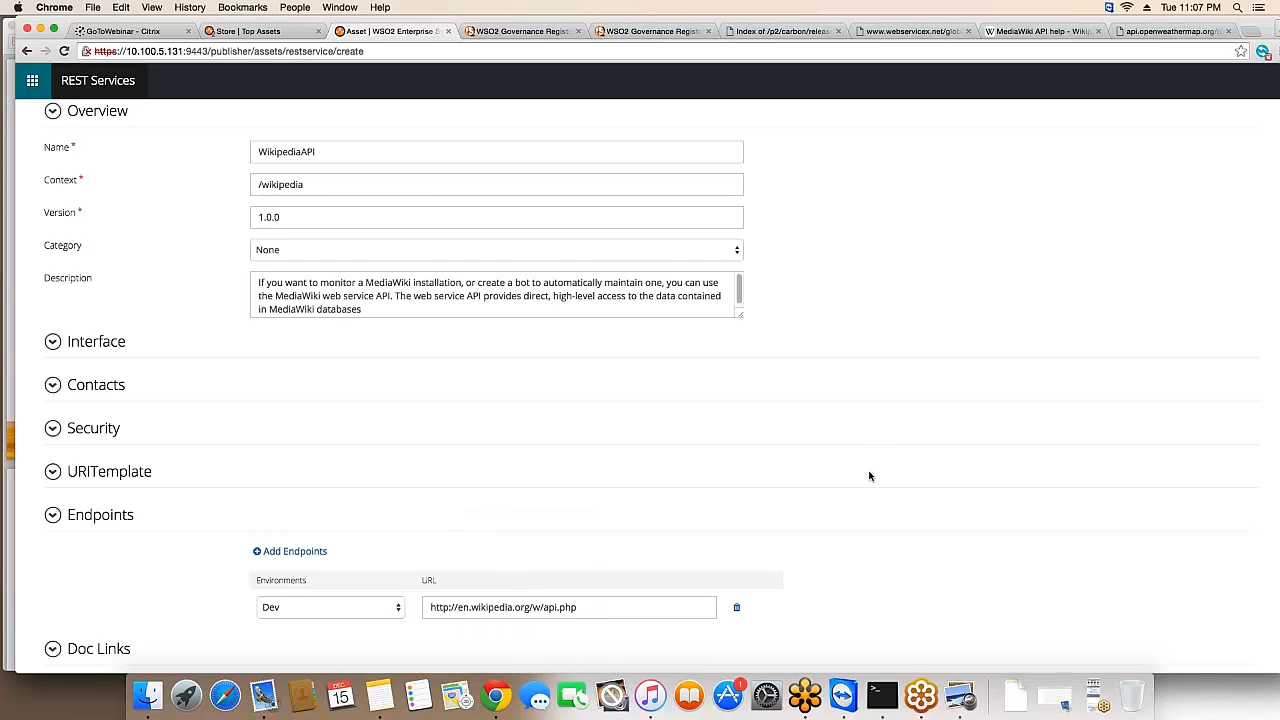 Chrome File Edit View History Bookmarks People Window Help Tue 11:07 PM
GoToWebinar - Citrix
Store | Top Assets
Asset | WSO2 Enterprise S
WSO2 Governance Regist
WSO2 Governance Regist
Index of /p2/carbon/relea
www.webservicex.net/glob
MediaWiki API help - Wikip
api.openweathermap.org/
https://10.100.5.131:9443/publisher/assets/restservice/create
REST Services
Overview
Name *
WikipediaAPI
Context *
/wikipedia
Version *
1.0.0
Category
None
Description
If you want to monitor a MediaWiki installation, or create a bot to automatically maintain one, you can use
the MediaWiki web service API. The web service API provides direct, high-level access to the data contained
in MediaWiki databases
Interface
Contacts
Security
URITemplate
Endpoints
Add Endpoints
Environments URL
Dev http://en.wikipedia.org/w/api.php
Doc Links
DEC
15
1